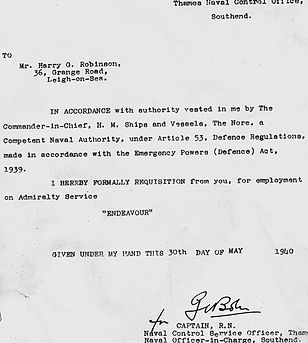 Thames Naval Control Office,
Southend.
TO
Mr. Harry G. Robinson,
36, Grange Road,
Leigh-on-Sea.
IN ACCORDANCE with authority vested in me by The
Commander-in-Chief, H. M. Ships and Vessels, The Nore, a
Competent Naval Authority, under Article 53, Defence Regulations,
made in accordance with the Emergency Powers (Defence) Act,
1939.
I HEREBY FORMALLY REQUISITION from you, for employment
on Admiralty Service
"ENDEAVOUR"
GIVEN UNDER MY HAND THIS 30th DAY OF MAY 1940
for CAPTAIN, R.N.
Naval Control Service Officer, Tham
Naval Officer-in-Charge, Southend.